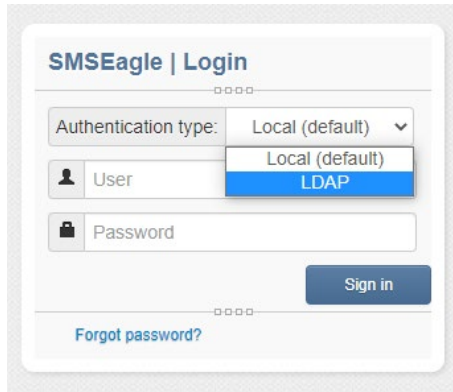 SMSEagle | Login
Authentication type: Local (default)
Local (default)
LDAP
User
Password
Sign in
Forgot password?